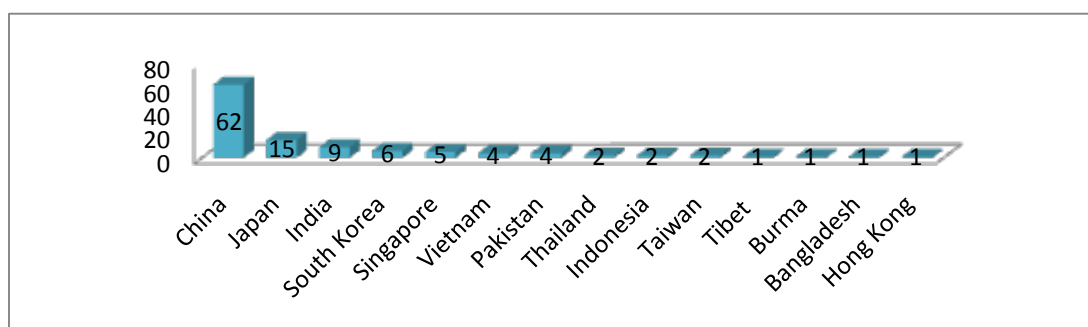 80
60
40
20
0
62 15 9 6 5 4 4 2 2 2 1 1 1 1
China
Japan
India
South Korea
Singapore
Vietnam
Pakistan
Thailand
Indonesia
Taiwan
Tibet
Burma
Bangladesh
Hong Kong